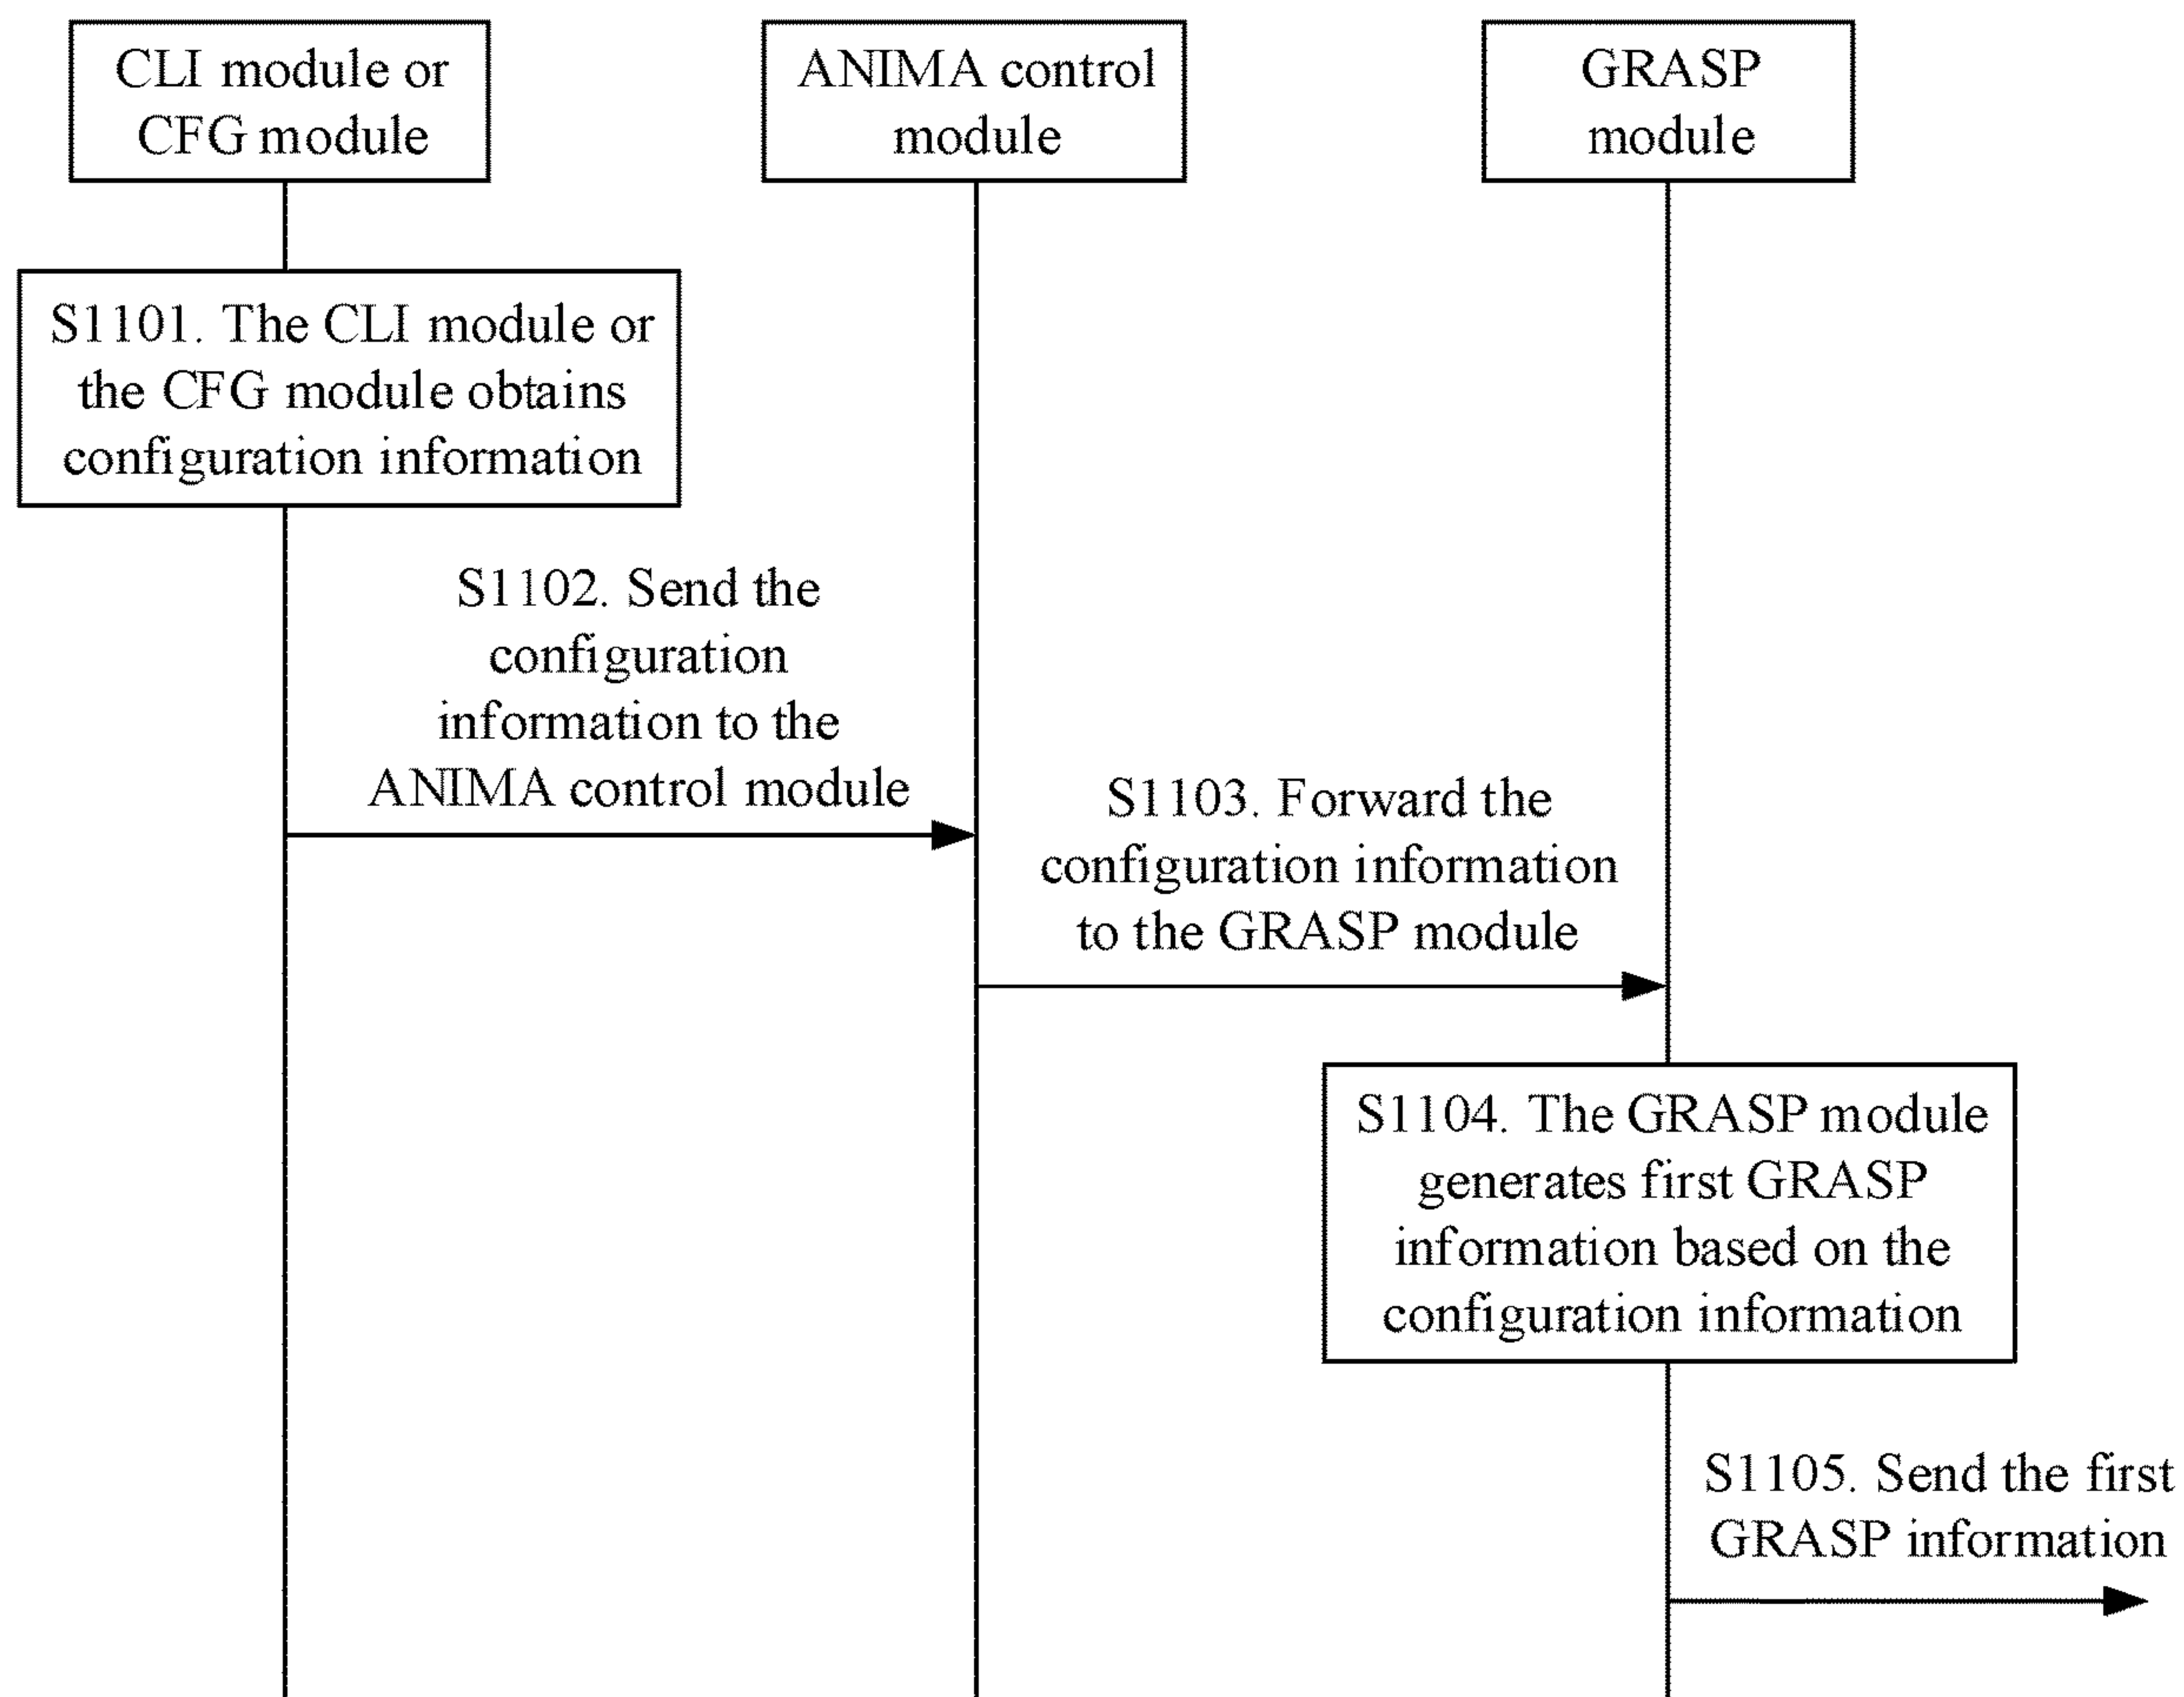 CLI module or
CFG module
ANIMA control
module
GRASP
module
S1101. The CLI module or
the CFG module obtains
configuration information
S1102. Send the
configuration
information to the
ANIMA control module
S1103. Forward the
configuration information
to the GRASP module
S1104. The GRASP module
generates first GRASP
information based on the
configuration information
S1105. Send the first
GRASP information